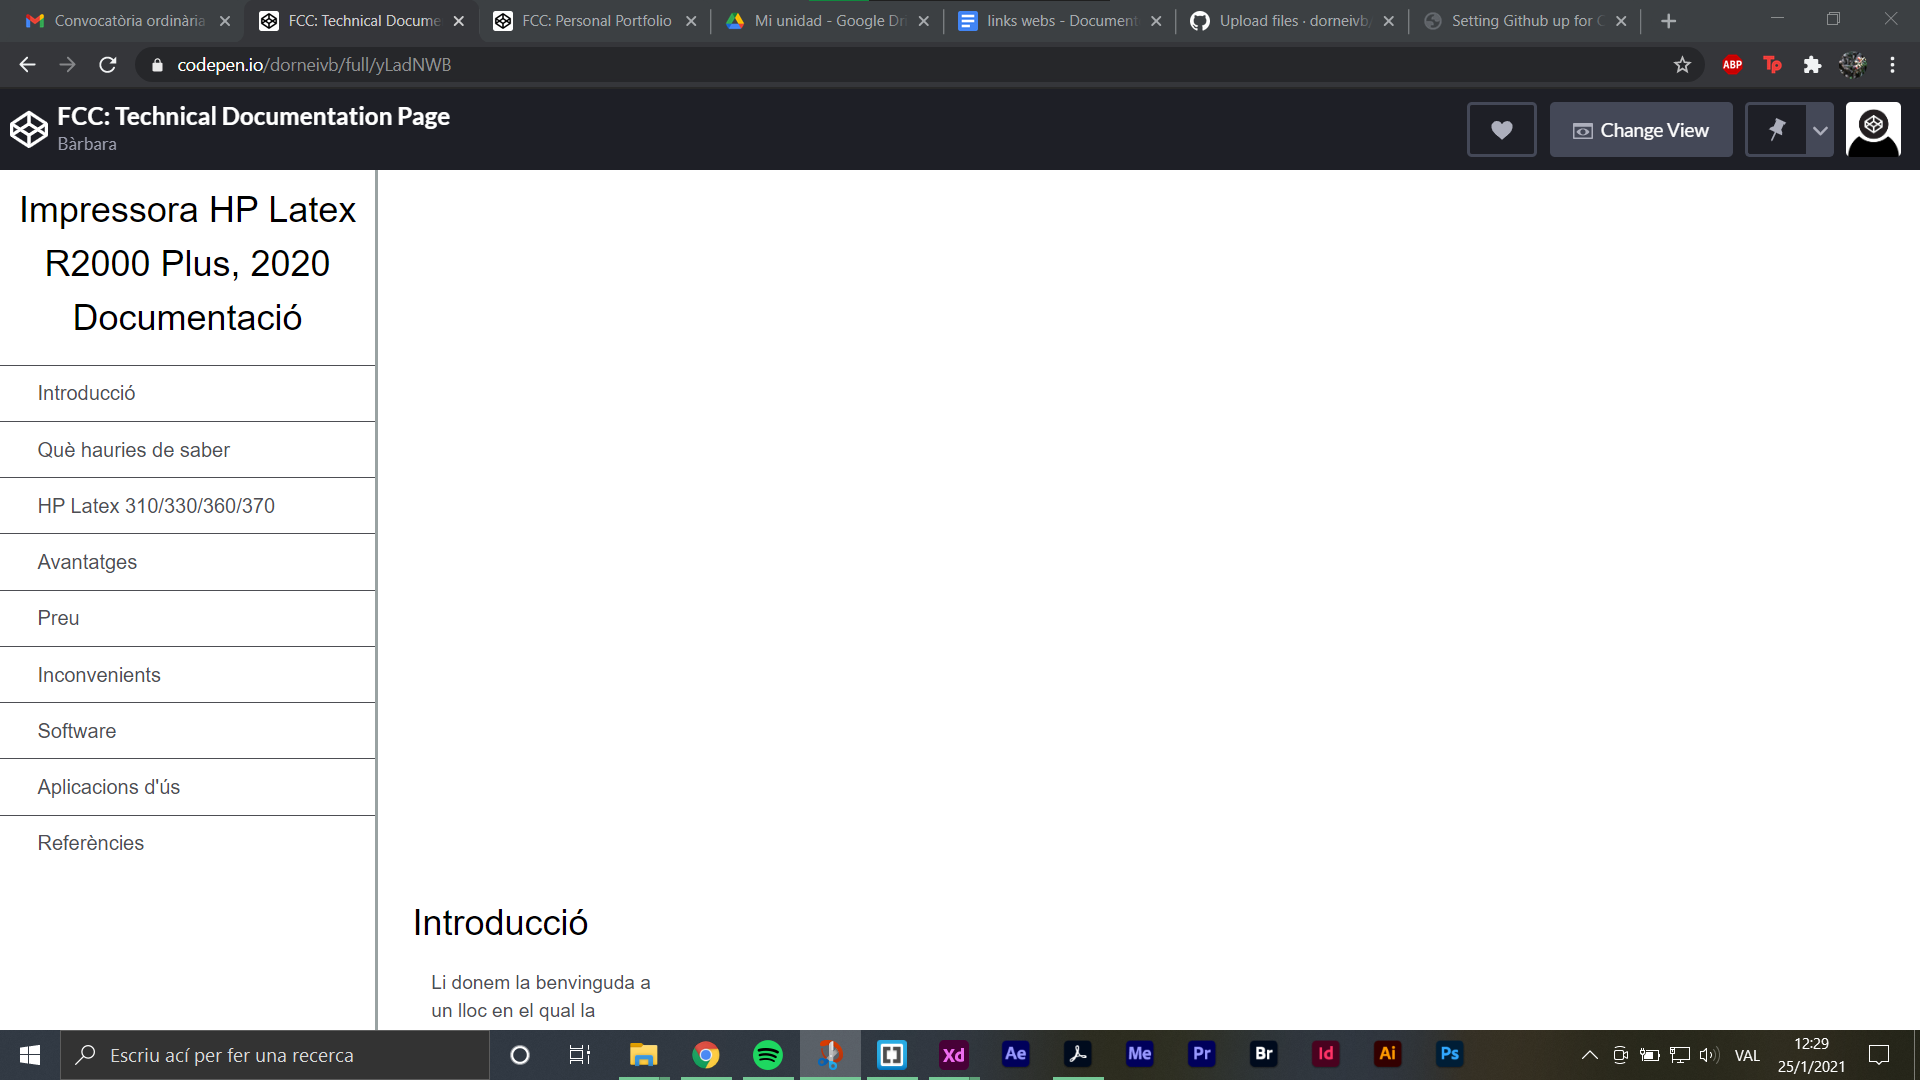 Convocatòria ordinària
FCC: Technical Docume
FCC: Personal Portfolio
Mi unidad - Google Dri
links webs - Document
Upload files · dorneivb
Setting Github up for C
codepen.io/dorneivb/full/yLadNWB
ABP
Tp
FCC: Technical Documentation Page
Bàrbara
Change View
Impressora HP Latex
R2000 Plus, 2020
Documentació
Introducció
Què hauries de saber
HP Latex 310/330/360/370
Avantatges
Preu
Inconvenients
Software
Aplicacions d'ús
Referències
Introducció
Li donem la benvinguda a
un lloc en el qual la
Escriu ací per fer una recerca
Xd
Ae
Me
Pr
Br
Id
Ai
Ps
VAL
12:29
25/1/2021